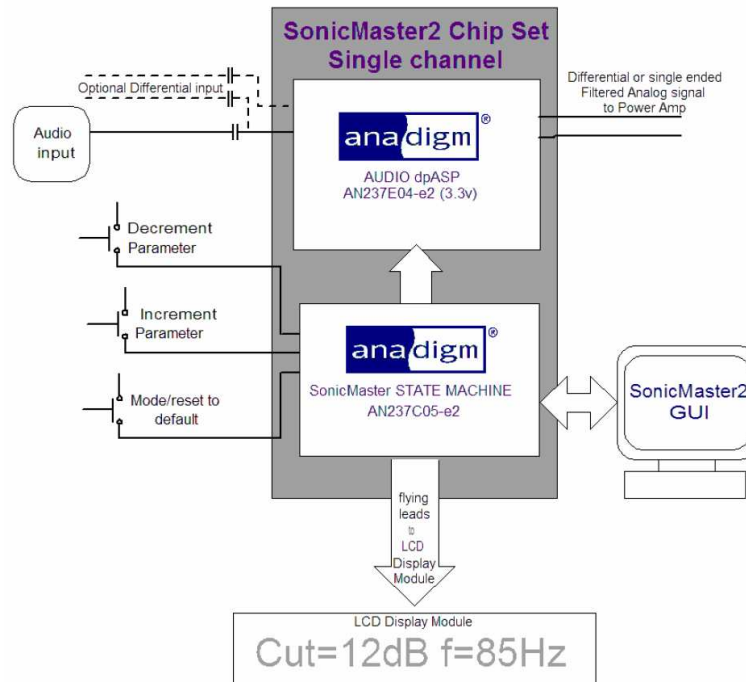 SonicMaster2 Chip Set
Single channel
Optional Differential input
Audio
input
anadigm®
AUDIO dpASP
AN237E04-e2 (3.3v)
Differential or single ended
Filtered Analog signal
to Power Amp
Decrement
Parameter
Increment
Parameter
Mode/reset to
default
anadigm®
SonicMaster STATE MACHINE
AN237C05-e2
SonicMaster2
GUI
flying
leads
to
LCD
Display
Module
LCD Display Module
Cut=12dB f=85Hz